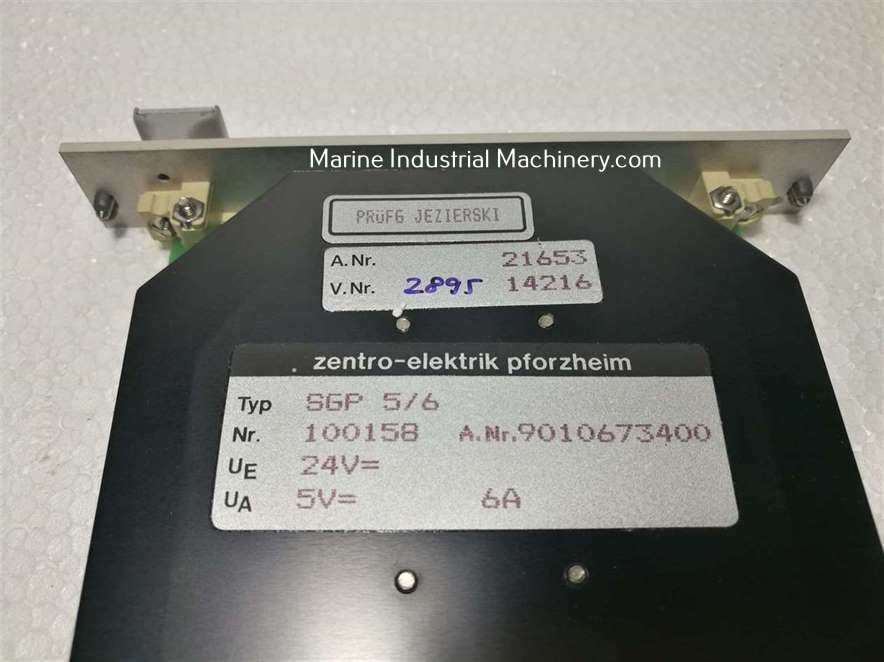 Marine Industrial Machinery.com
PRüFG JEZIERSKI
A.Nr. 21653
V.Nr. 2895 14216
zentro-elektrik pforzheim
Typ SGP 5/6
Nr. 100158 A.Nr.9010673400
UE 24V=
UA 5V= 6A